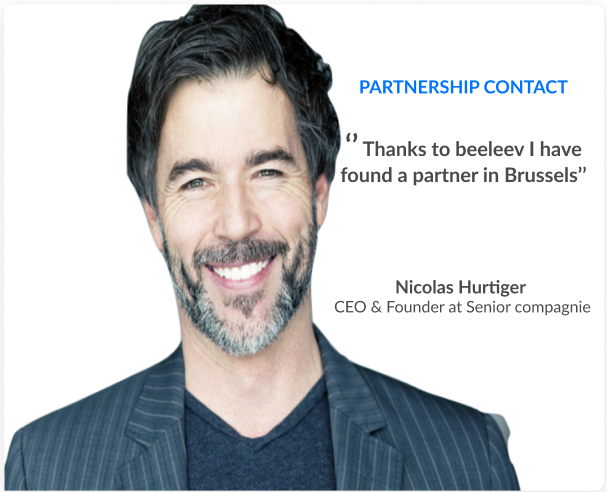 PARTNERSHIP CONTACT
‘’ Thanks to beeleev I have
found a partner in Brussels’’
Nicolas Hurtiger
CEO & Founder at Senior compagnie